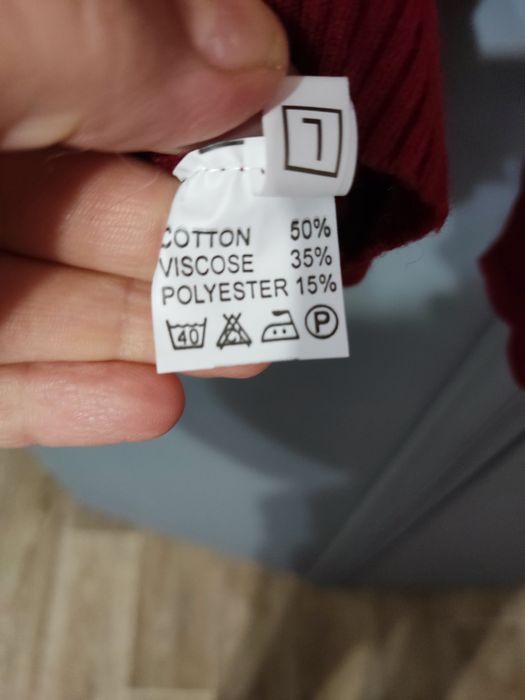 L
COTTON 50%
VISCOSE 35%
POLYESTER 15%
40 P